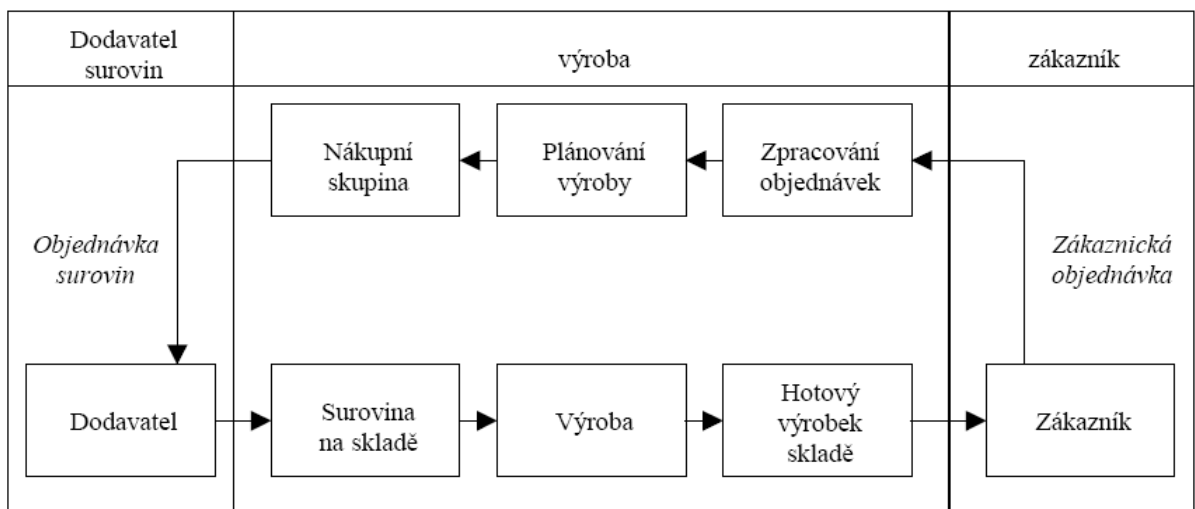 Dodavatel
surovin
výroba
zákazník
Nákupní
skupina
Plánování
výroby
Zpracování
objednávek
Objednávka
surovin
Zákaznická
objednávka
Dodavatel
Surovina
na skladě
Výroba
Hotový
výrobek
skladě
Zákazník